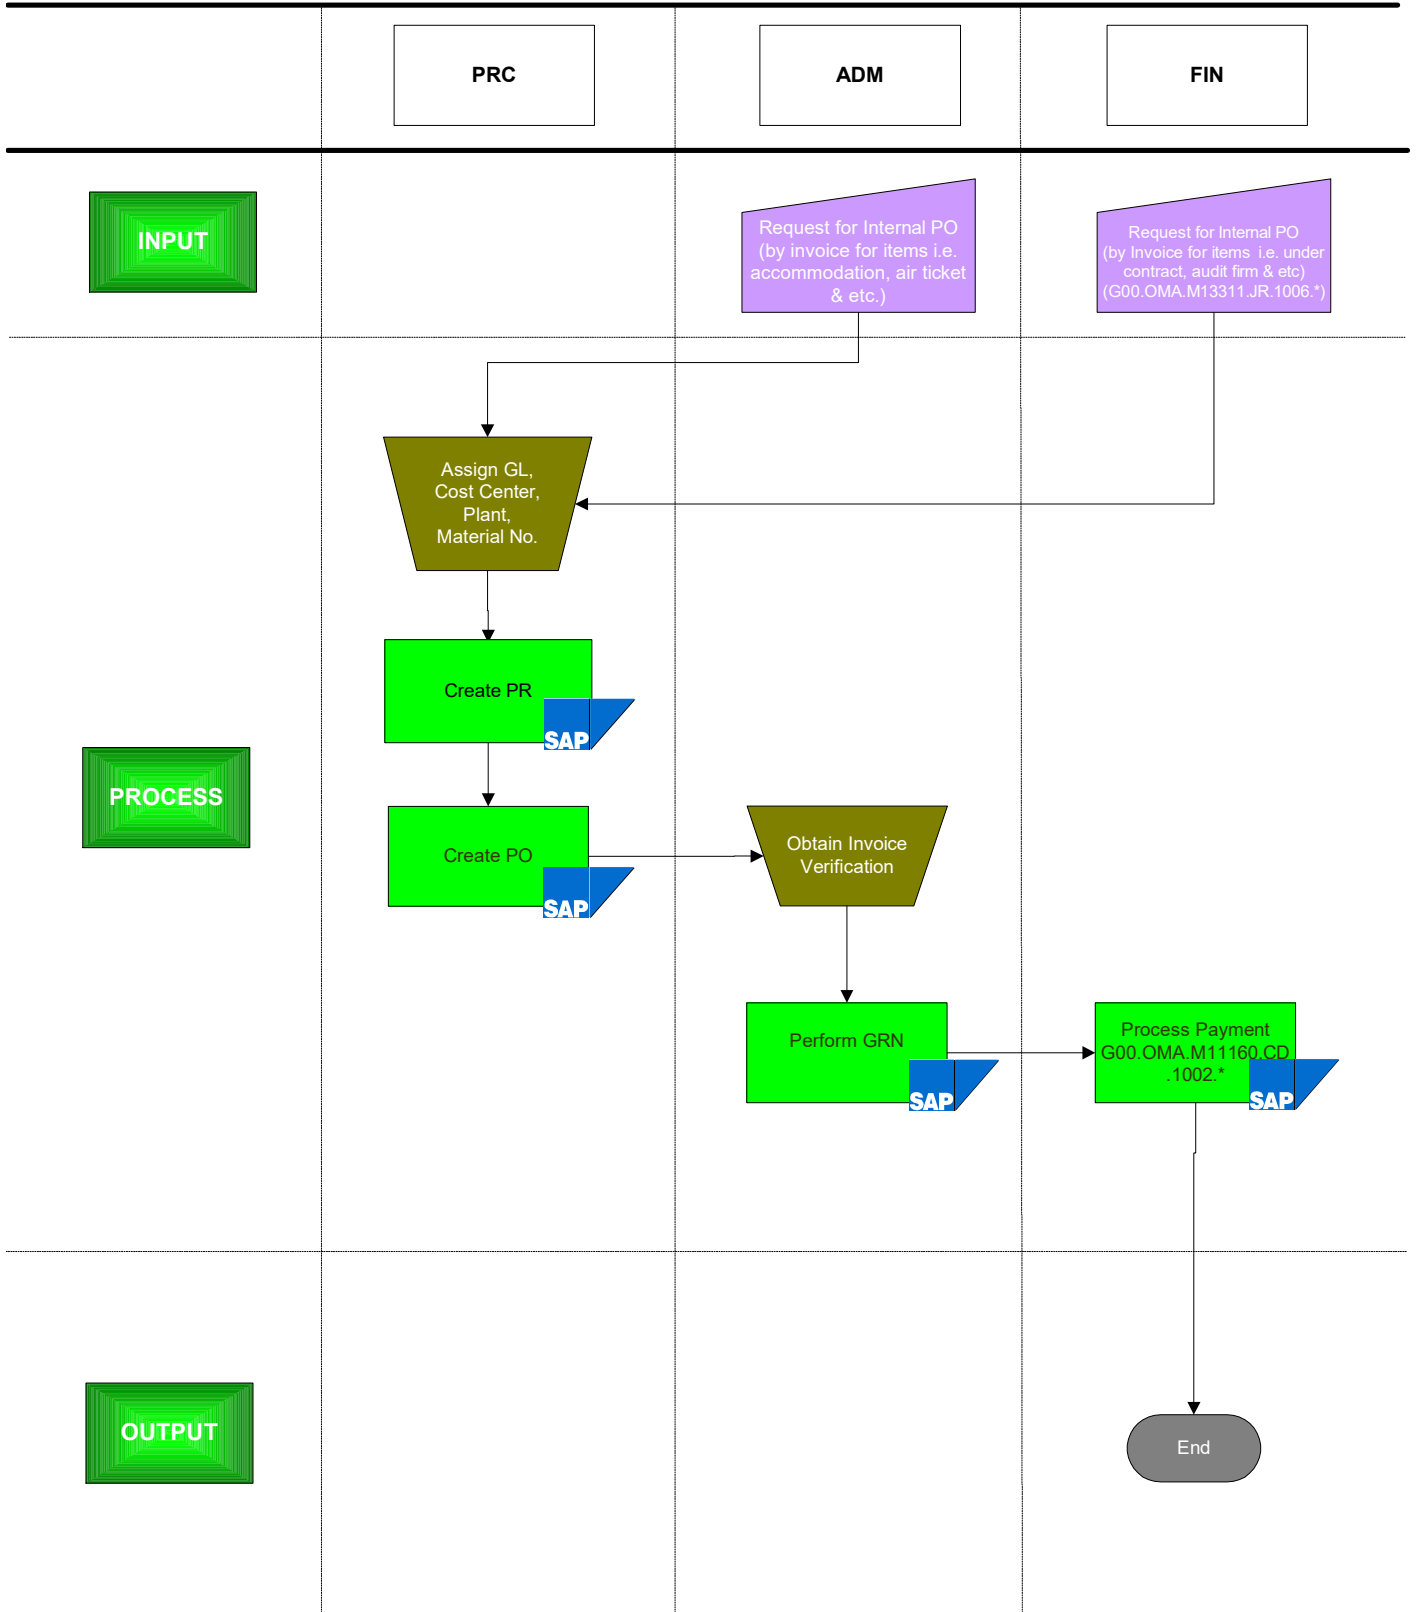 PRC
ADM
FIN
INPUT
Request for Internal PO
(by invoice for items i.e.
accommodation, air ticket
& etc.)
Request for Internal PO
(by Invoice for items i.e. under
contract, audit firm & etc)
(G00.OMA.M13311.JR.1006.*)
Assign GL,
Cost Center,
Plant,
Material No.
Create PR
SAP
PROCESS
Create PO
SAP
Obtain Invoice
Verification
Perform GRN
SAP
Process Payment
G00.OMA.M11160.CD
.1002.*
SAP
OUTPUT
End